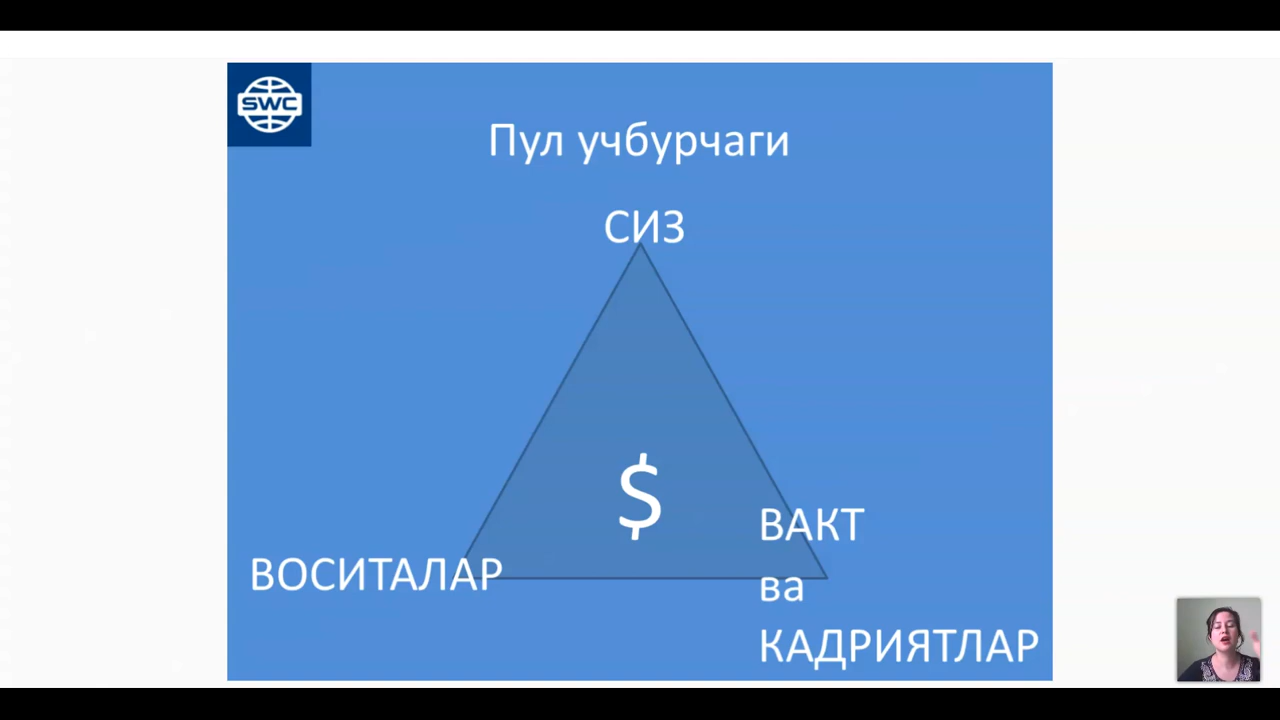 SWC
Пул учбурчаги
СИЗ
$
ВОСИТАЛАР
ВАКТ
ва
КАДРИЯТЛАР